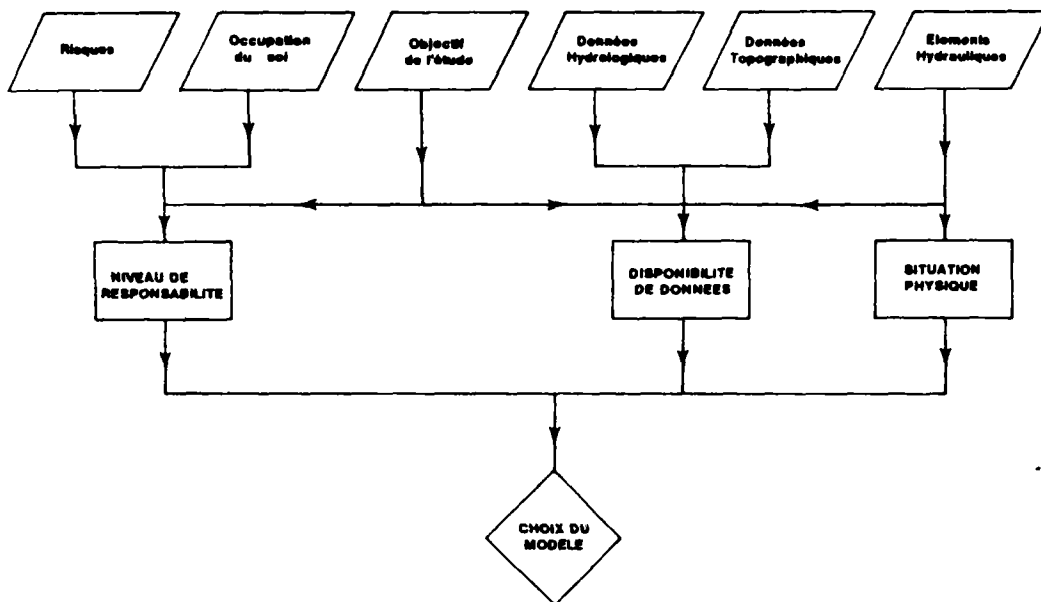 Risques
Occupation
du sol
Objectif
de l'étude
Données
Hydrologiques
Données
Topographiques
Elements
Hydrauliques
NIVEAU DE
RESPONSABILITE
DISPONIBILITE
DE DONNEES
SITUATION
PHYSIQUE
CHOIX DU
MODELE